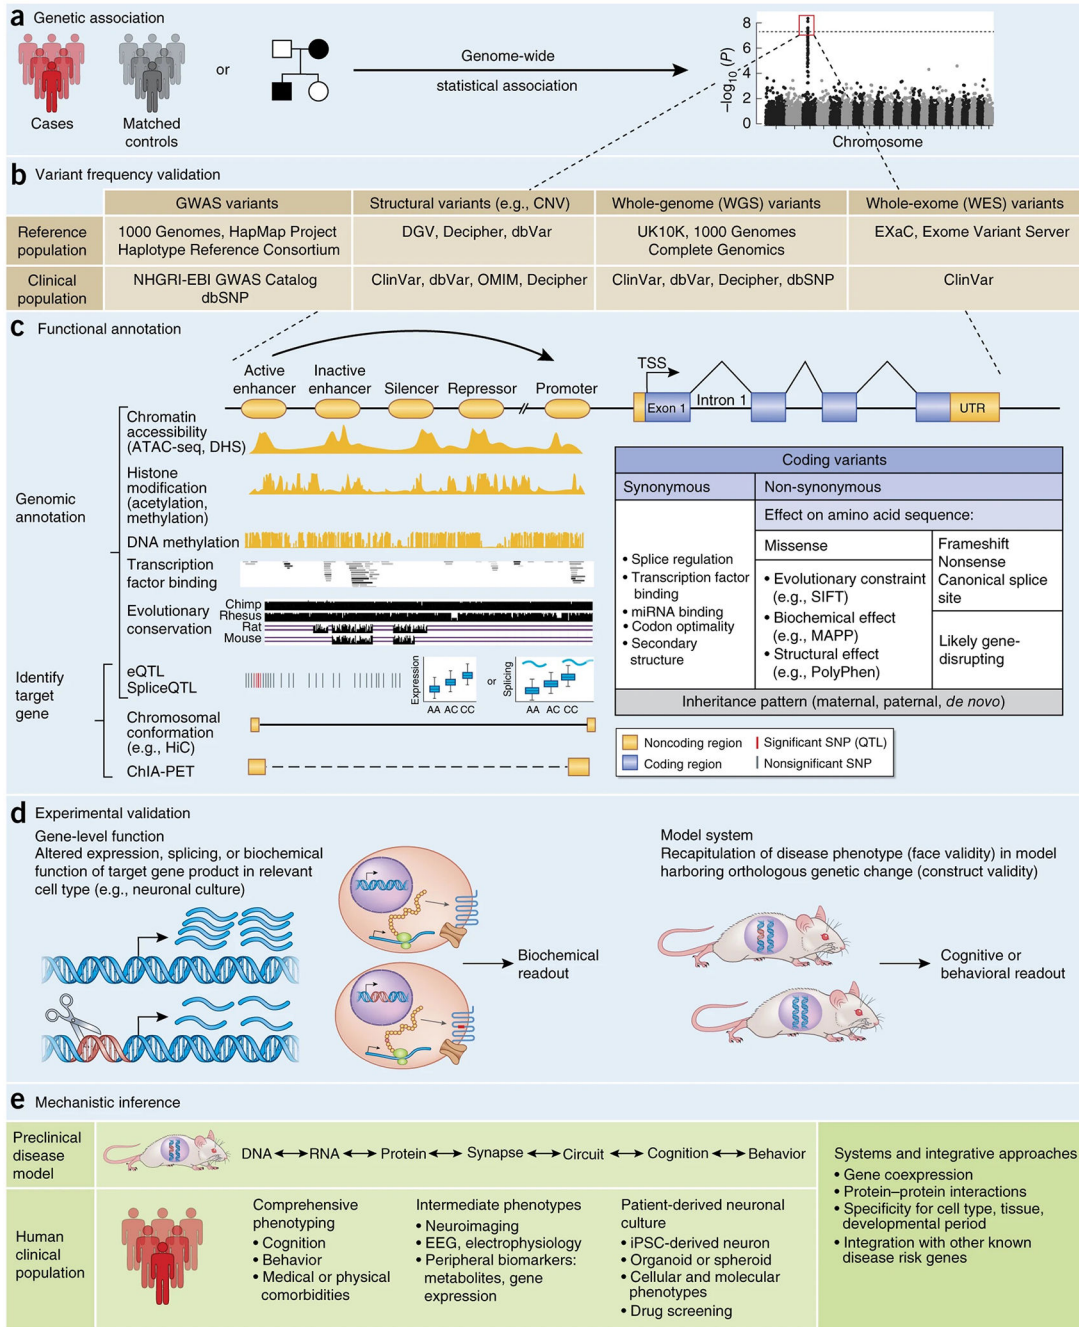 a Genetic association
Cases
Matched
controls
or
Genome-wide
statistical association
–log10 (P)
8
6
4
2
0
Chromosome
b Variant frequency validation
GWAS variants
Structural variants (e.g., CNV)
Whole-genome (WGS) variants
Whole-exome (WES) variants
Reference
population
1000 Genomes, HapMap Project
Haplotype Reference Consortium
DGV, Decipher, dbVar
UK10K, 1000 Genomes
Complete Genomics
EXaC, Exome Variant Server
Clinical
population
NHGRI-EBI GWAS Catalog
dbSNP
ClinVar, dbVar, OMIM, Decipher
ClinVar, dbVar, Decipher, dbSNP
ClinVar
c Functional annotation
Active
enhancer
Inactive
enhancer
Silencer
Repressor
Promoter
TSS
Exon 1
Intron 1
UTR
Genomic
annotation
Chromatin
accessibility
(ATAC-seq, DHS)
Histone
modification
(acetylation,
methylation)
DNA methylation
Transcription
factor binding
Evolutionary
conservation
Chimp
Rhesus
Rat
Mouse
Identify
target
gene
eQTL
SpliceQTL
Expression
AA AC CC
or
Splicing
AA AC CC
Chromosomal
conformation
(e.g., HiC)
ChIA-PET
Coding variants
Synonymous
Non-synonymous
Effect on amino acid sequence:
• Splice regulation
• Transcription factor
binding
• miRNA binding
• Codon optimality
• Secondary
structure
Missense
• Evolutionary constraint
(e.g., SIFT)
• Biochemical effect
(e.g., MAPP)
• Structural effect
(e.g., PolyPhen)
Frameshift
Nonsense
Canonical splice
site
Likely gene-
disrupting
Inheritance pattern (maternal, paternal, de novo)
Noncoding region
Significant SNP (QTL)
Coding region
Nonsignificant SNP
d Experimental validation
Gene-level function
Altered expression, splicing, or biochemical
function of target gene product in relevant
cell type (e.g., neuronal culture)
Biochemical
readout
Model system
Recapitulation of disease phenotype (face validity) in model
harboring orthologous genetic change (construct validity)
Cognitive or
behavioral readout
e Mechanistic inference
Preclinical
disease
model
DNA RNA Protein Synapse Circuit Cognition Behavior
Human
clinical
population
Comprehensive
phenotyping
• Cognition
• Behavior
• Medical or physical
comorbidities
Intermediate phenotypes
• Neuroimaging
• EEG, electrophysiology
• Peripheral biomarkers:
metabolites, gene
expression
Patient-derived neuronal
culture
• iPSC-derived neuron
• Organoid or spheroid
• Cellular and molecular
phenotypes
• Drug screening
Systems and integrative approaches
• Gene coexpression
• Protein–protein interactions
• Specificity for cell type, tissue,
developmental period
• Integration with other known
disease risk genes